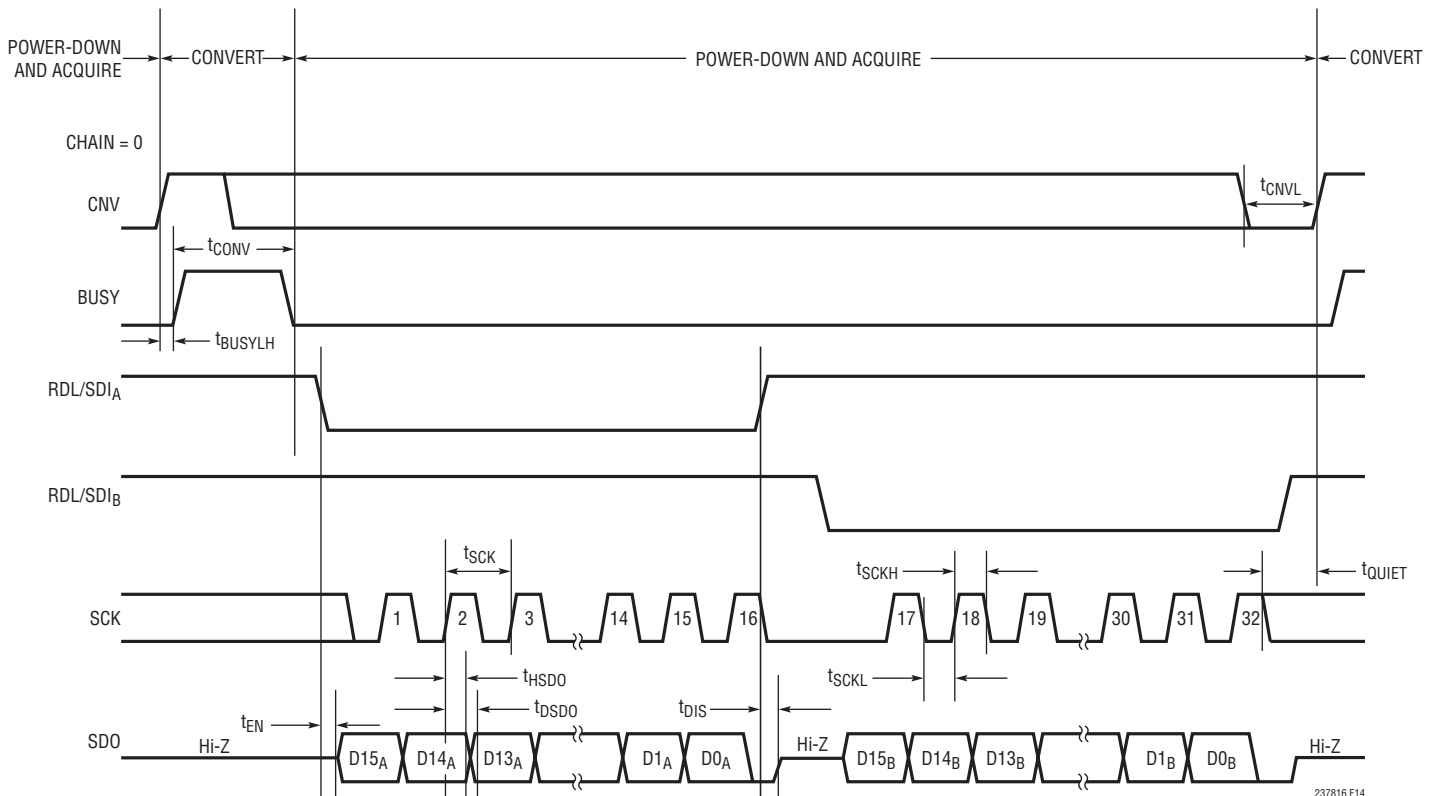 POWER-DOWN
AND ACQUIRE
CONVERT
POWER-DOWN AND ACQUIRE
CONVERT
CHAIN = 0
CNV
tCNVL
tCONV
BUSY
tBUSYLH
RDL/SDIA
RDL/SDIB
tSCK
tSCKH
tQUIET
SCK
1
2
3
14
15
16
17
18
19
30
31
32
tHSDO
tSCKL
tDSDO
tDIS
tEN
SDO
Hi-Z
D15A
D14A
D13A
D1A
D0A
Hi-Z
D15B
D14B
D13B
D1B
D0B
Hi-Z
237816 F14